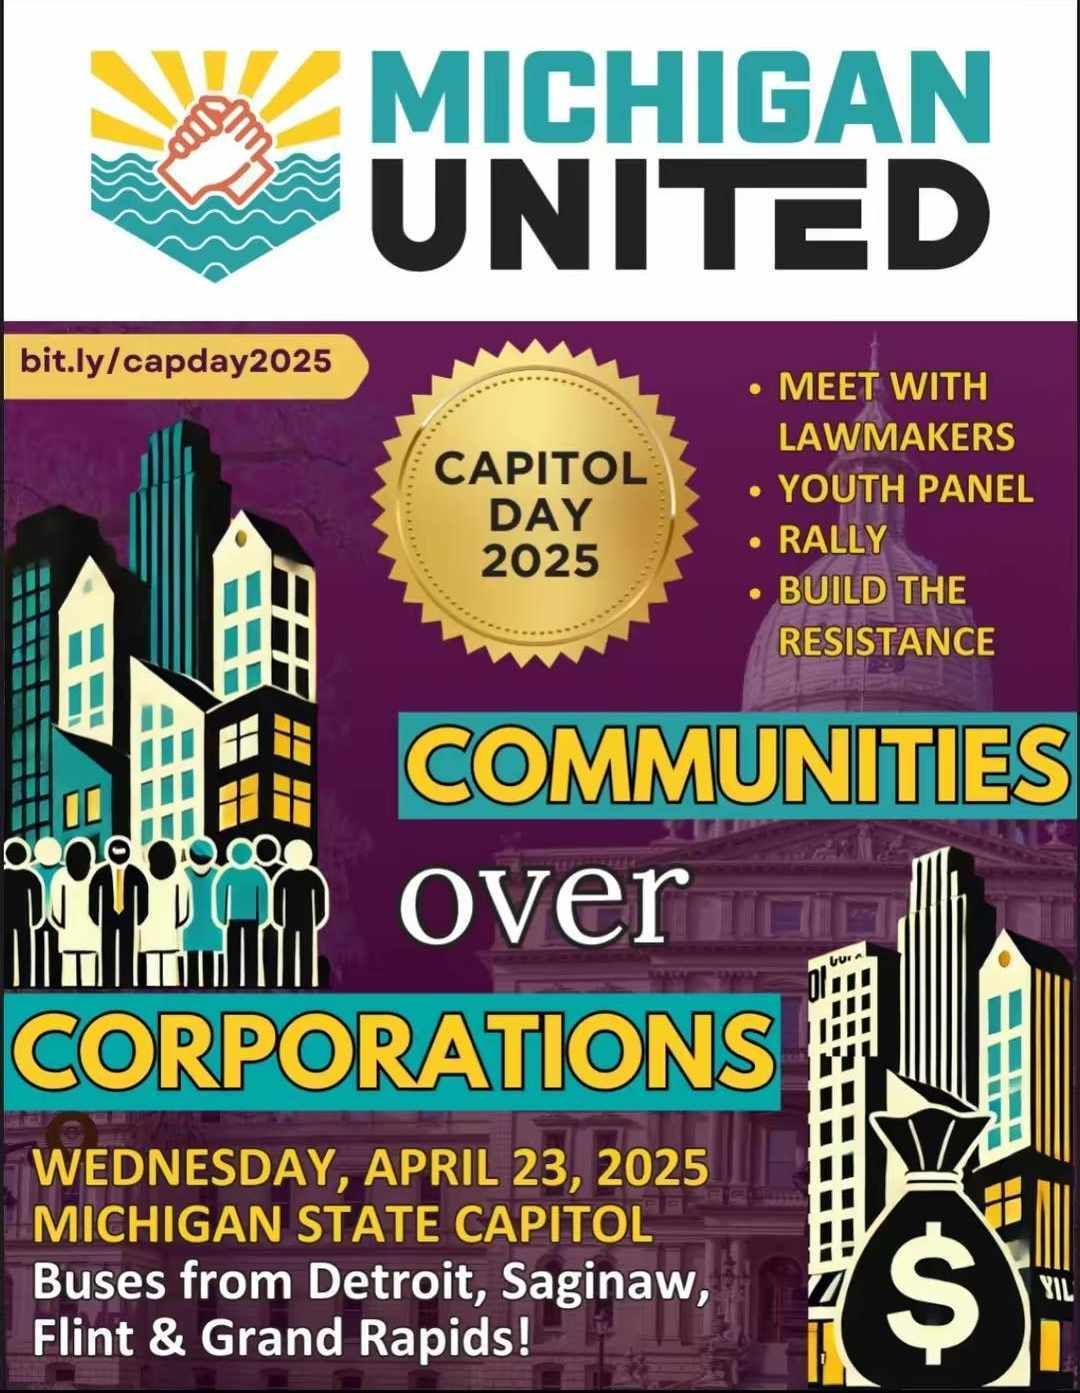 MICHIGAN
UNITED
bit.ly/capday2025
CAPITOL
DAY
2025
• MEET WITH
LAWMAKERS
• YOUTH PANEL
• RALLY
• BUILD THE
RESISTANCE
COMMUNITIES
over
CORPORATIONS
WEDNESDAY, APRIL 23, 2025
MICHIGAN STATE CAPITOL
Buses from Detroit, Saginaw,
Flint & Grand Rapids!
$
YIL